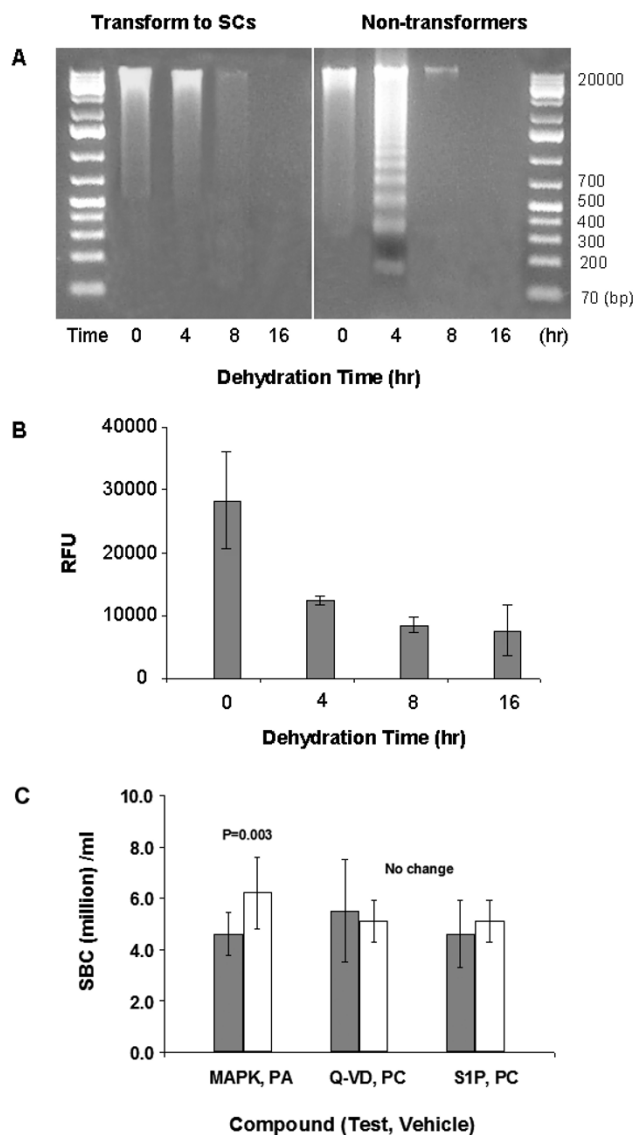 Transform to SCs Non-transformers
A
20000
700
500
400
300
200
70 (bp)
Time 0 4 8 16 0 4 8 16 (hr)
Dehydration Time (hr)
B
40000
30000
20000
10000
0
RFU
0 4 8 16
Dehydration Time (hr)
C
10.0
8.0
6.0
4.0
2.0
0.0
SBC (million) /ml
P=0.003
No change
MAPK, PA Q-VD, PC S1P, PC
Compound (Test, Vehicle)